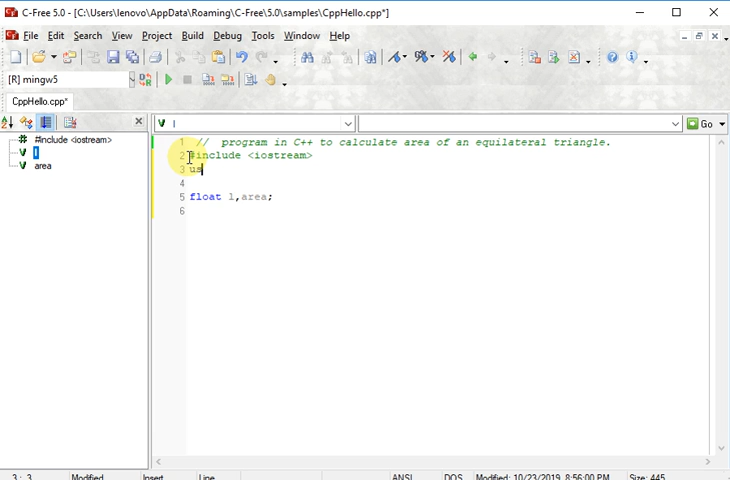 C-Free 5.0 - [C:\Users\lenovo\AppData\Roaming\C-Free\5.0\samples\CppHello.cpp*]
File Edit Search View Project Build Debug Tools Window Help
[R] mingw5
CppHello.cpp*
l
Go
#include <iostream>
l
area
1 // program in C++ to calculate area of an equilateral triangle.
2 #include <iostream>
3 us
4
5 float l,area;
6
3 : 3 Modified Insert Line ANSI DOS Modified: 10/23/2019, 8:56:00 PM Size: 445